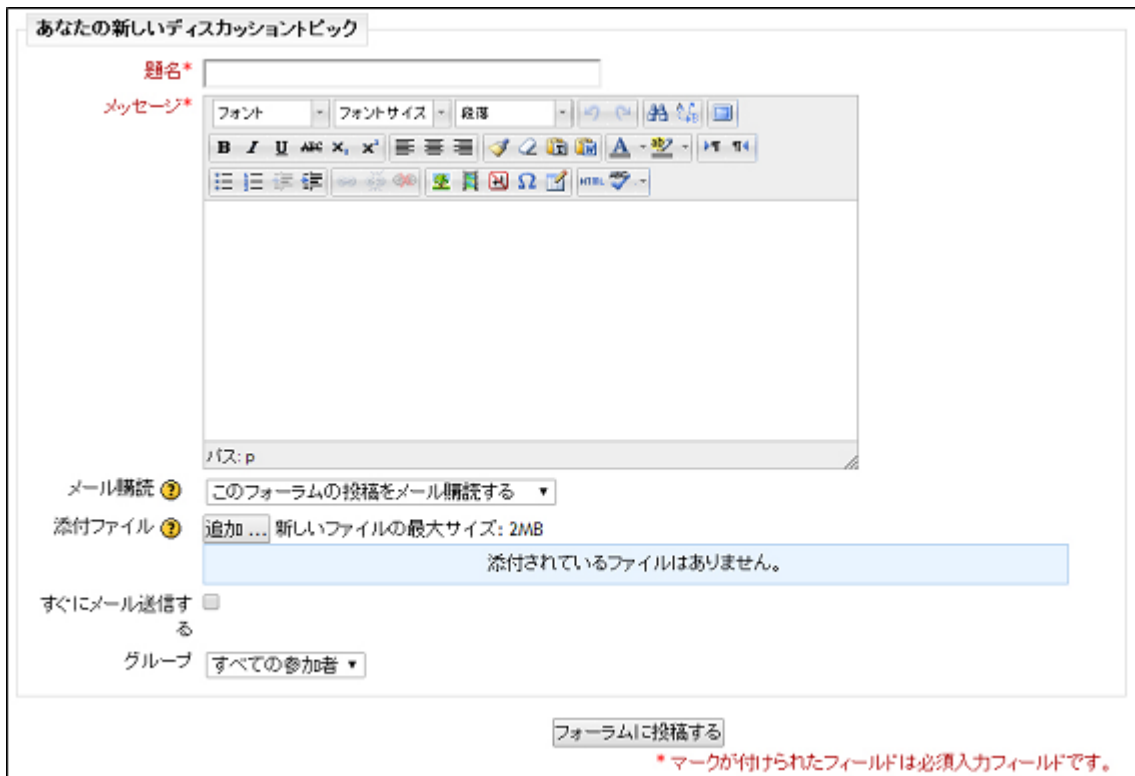 あなたの新しいディスカッショントピック
題名*
メッセージ*
フォント フォントサイズ 段落
B I U ABC x₂ x² A ab
Ω HTML ABC
パス: p
メール購読 このフォーラムの投稿をメール購読する
添付ファイル 追加 ... 新しいファイルの最大サイズ: 2MB
添付されているファイルはありません。
すぐにメール送信す
る
グループ すべての参加者
フォーラムに投稿する
* マークが付けられたフィールドは必須入力フィールドです。